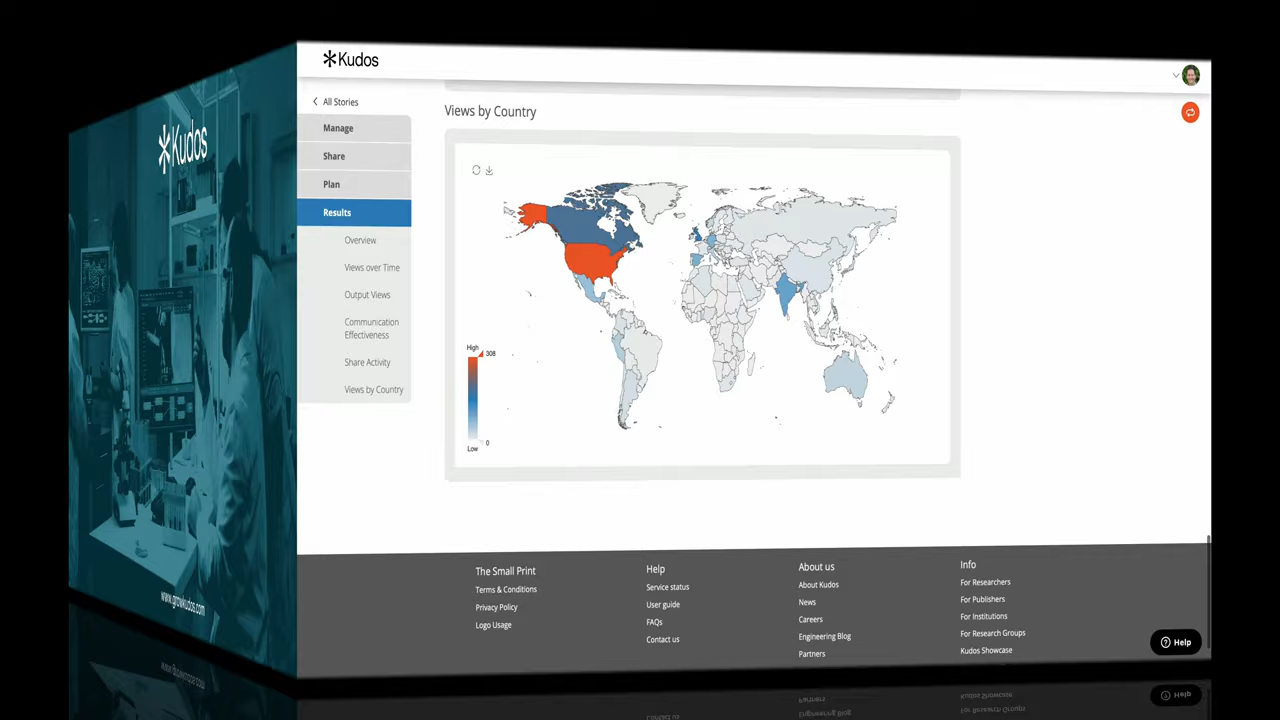 Kudos
Kudos
www.growkudos.com
All Stories
Manage
Share
Plan
Results
Overview
Views over Time
Output Views
Communication
Effectiveness
Share Activity
Views by Country
Views by Country
High
308
0
Low
The Small Print
Terms & Conditions
Privacy Policy
Logo Usage
Help
Service status
User guide
FAQs
Contact us
About us
About Kudos
News
Careers
Engineering Blog
Partners
Info
For Researchers
For Publishers
For Institutions
For Research Groups
Kudos Showcase
Help